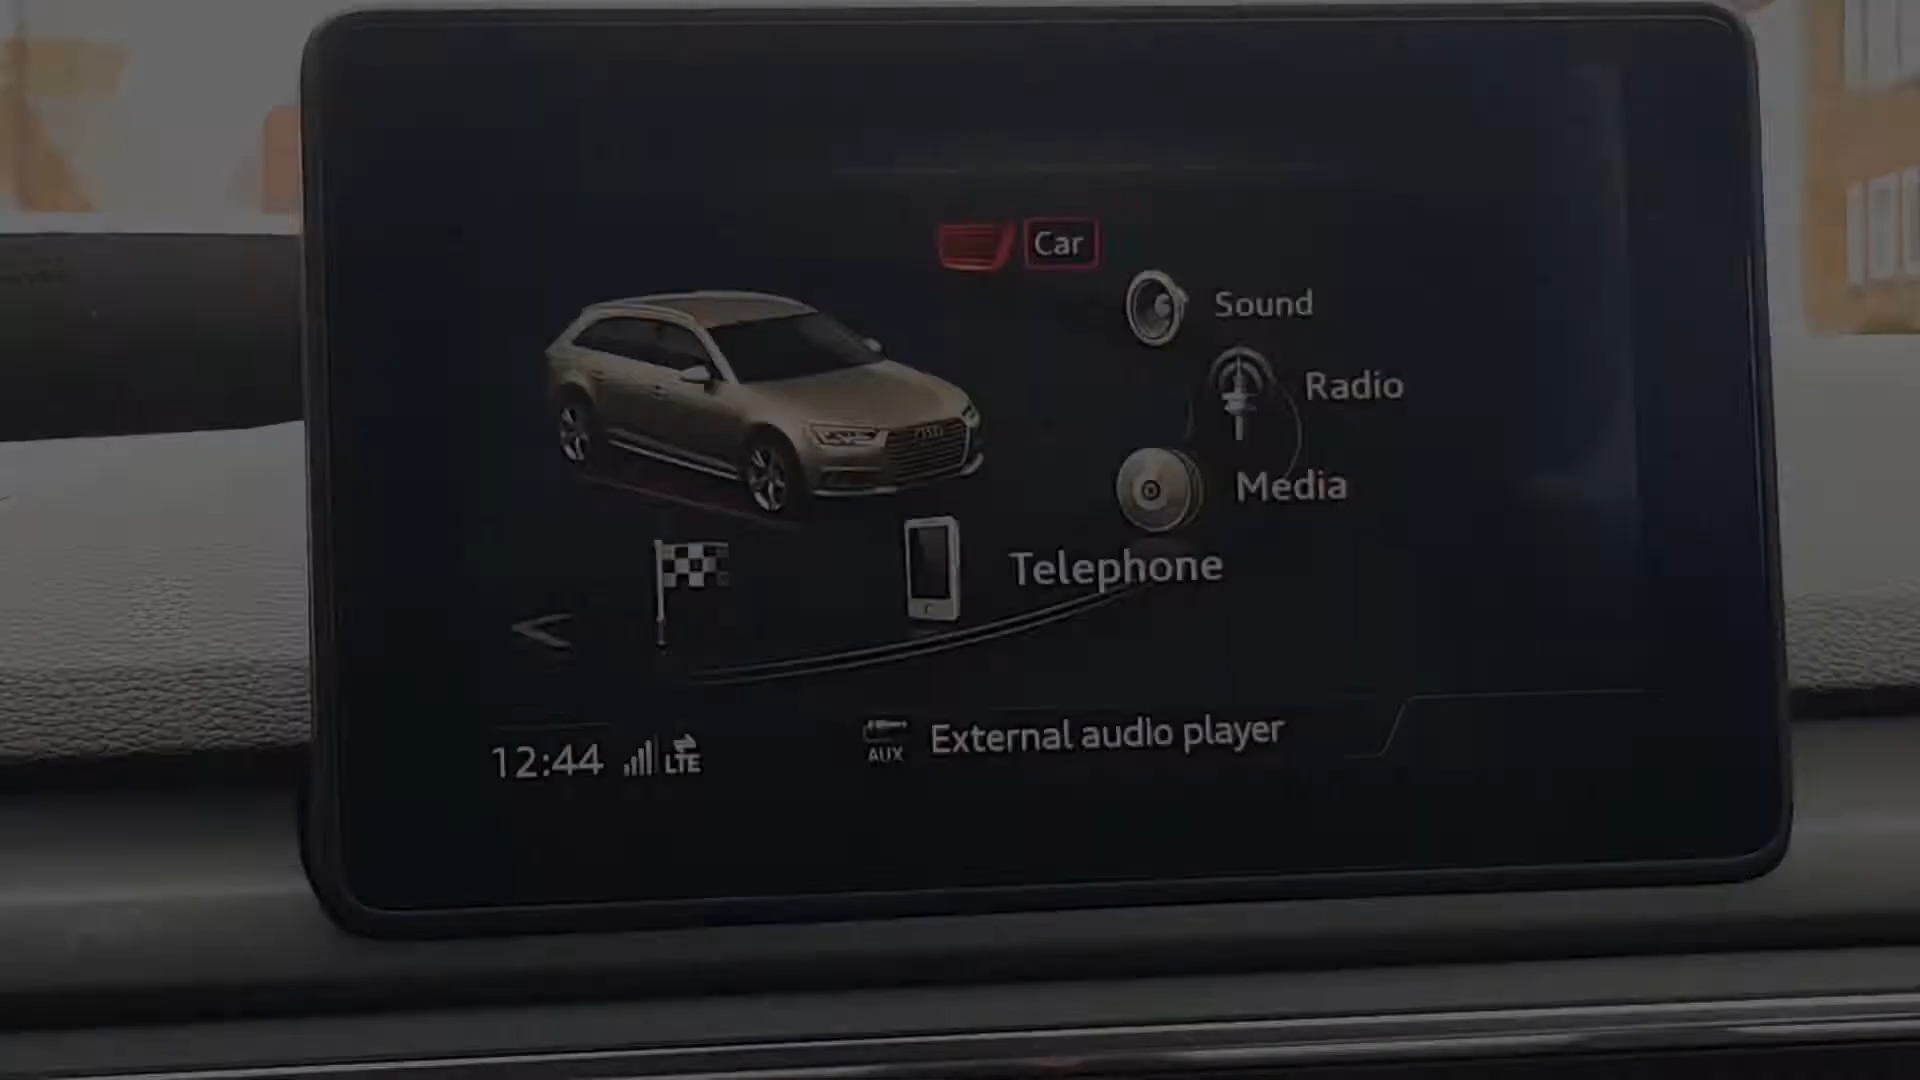 Car
Sound
Radio
Media
Telephone
12:44 LTE
AUX External audio player